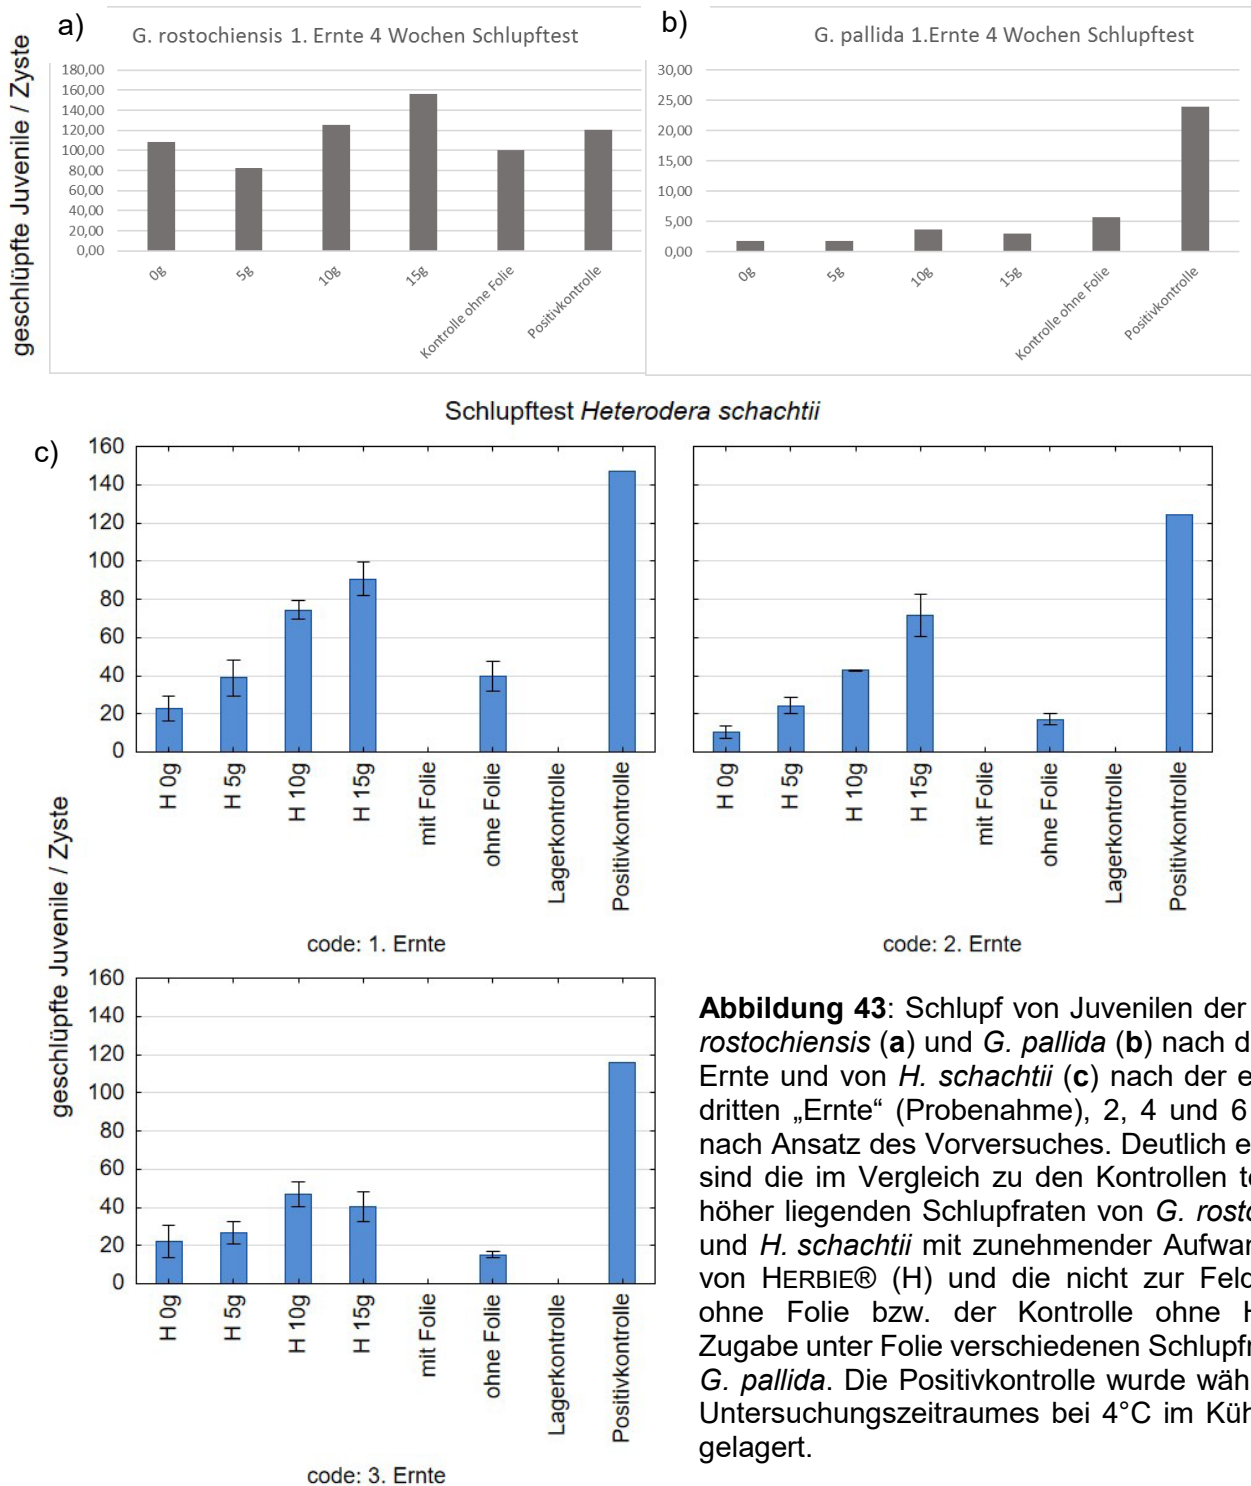 a)
G. rostochiensis 1. Ernte 4 Wochen Schlupftest
geschlüpfte Juvenile / Zyste
180,00
160,00
140,00
120,00
100,00
80,00
60,00
40,00
20,00
0,00
0g
5g
10g
15g
Kontrolle ohne Folie
Positivkontrolle
b)
G. pallida 1.Ernte 4 Wochen Schlupftest
30,00
25,00
20,00
15,00
10,00
5,00
0,00
0g
5g
10g
15g
Kontrolle ohne Folie
Positivkontrolle
Schlupftest Heterodera schachtii
c)
geschlüpfte Juvenile / Zyste
160
140
120
100
80
60
40
20
0
H 0g
H 5g
H 10g
H 15g
mit Folie
ohne Folie
Lagerkontrolle
Positivkontrolle
code: 1. Ernte
H 0g
H 5g
H 10g
H 15g
mit Folie
ohne Folie
Lagerkontrolle
Positivkontrolle
code: 2. Ernte
160
140
120
100
80
60
40
20
0
H 0g
H 5g
H 10g
H 15g
mit Folie
ohne Folie
Lagerkontrolle
Positivkontrolle
code: 3. Ernte
Abbildung 43: Schlupf von Juvenilen der
rostochiensis (a) und G. pallida (b) nach d
Ernte und von H. schachtii (c) nach der e
dritten „Ernte“ (Probenahme), 2, 4 und 6
nach Ansatz des Vorversuches. Deutlich e
sind die im Vergleich zu den Kontrollen te
höher liegenden Schlupfraten von G. rosto
und H. schachtii mit zunehmender Aufwar
von HERBIE® (H) und die nicht zur Feld
ohne Folie bzw. der Kontrolle ohne H
Zugabe unter Folie verschiedenen Schlupfr
G. pallida. Die Positivkontrolle wurde wäh
Untersuchungszeitraumes bei 4°C im Küh
gelagert.